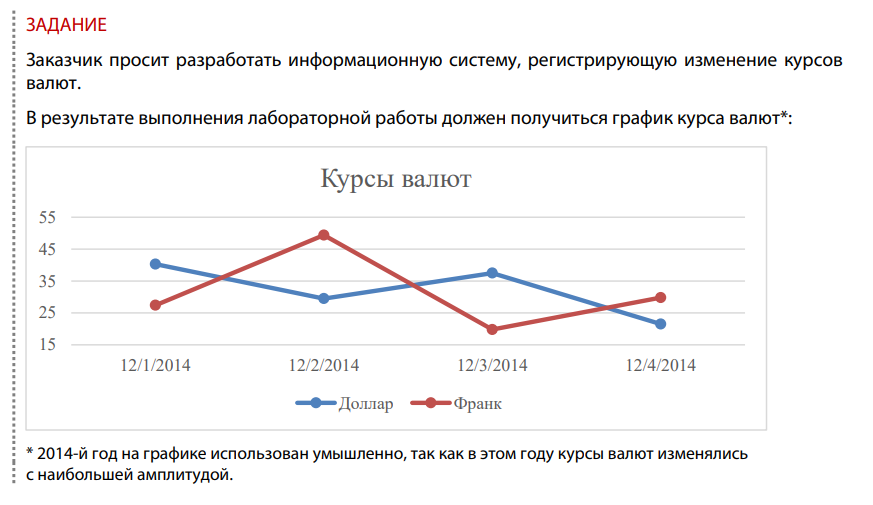 ЗАДАНИЕ
Заказчик просит разработать информационную систему, регистрирующую изменение курсов
валют.
В результате выполнения лабораторной работы должен получиться график курса валют*:
Курсы валют
55
45
35
25
15
12/1/2014 12/2/2014 12/3/2014 12/4/2014
Доллар Франк
* 2014-й год на графике использован умышленно, так как в этом году курсы валют изменялись
с наибольшей амплитудой.